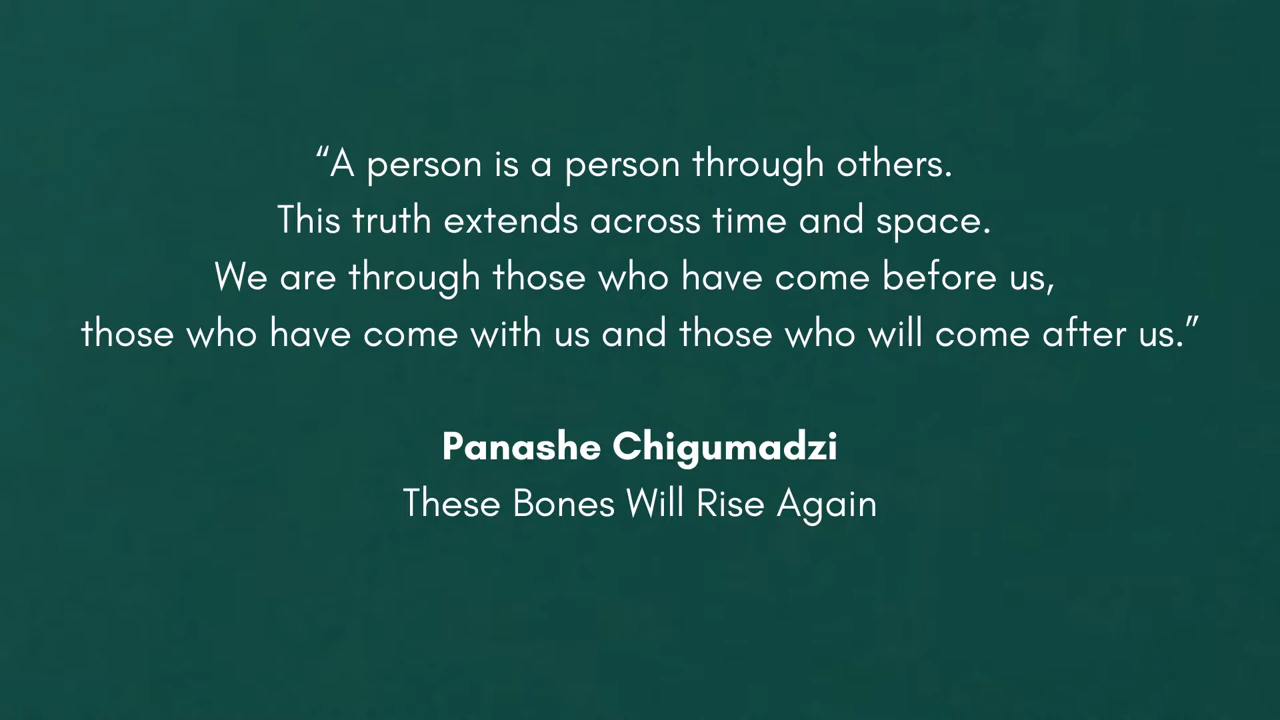 “A person is a person through others.
This truth extends across time and space.
We are through those who have come before us,
those who have come with us and those who will come after us.”
Panashe Chigumadzi
These Bones Will Rise Again